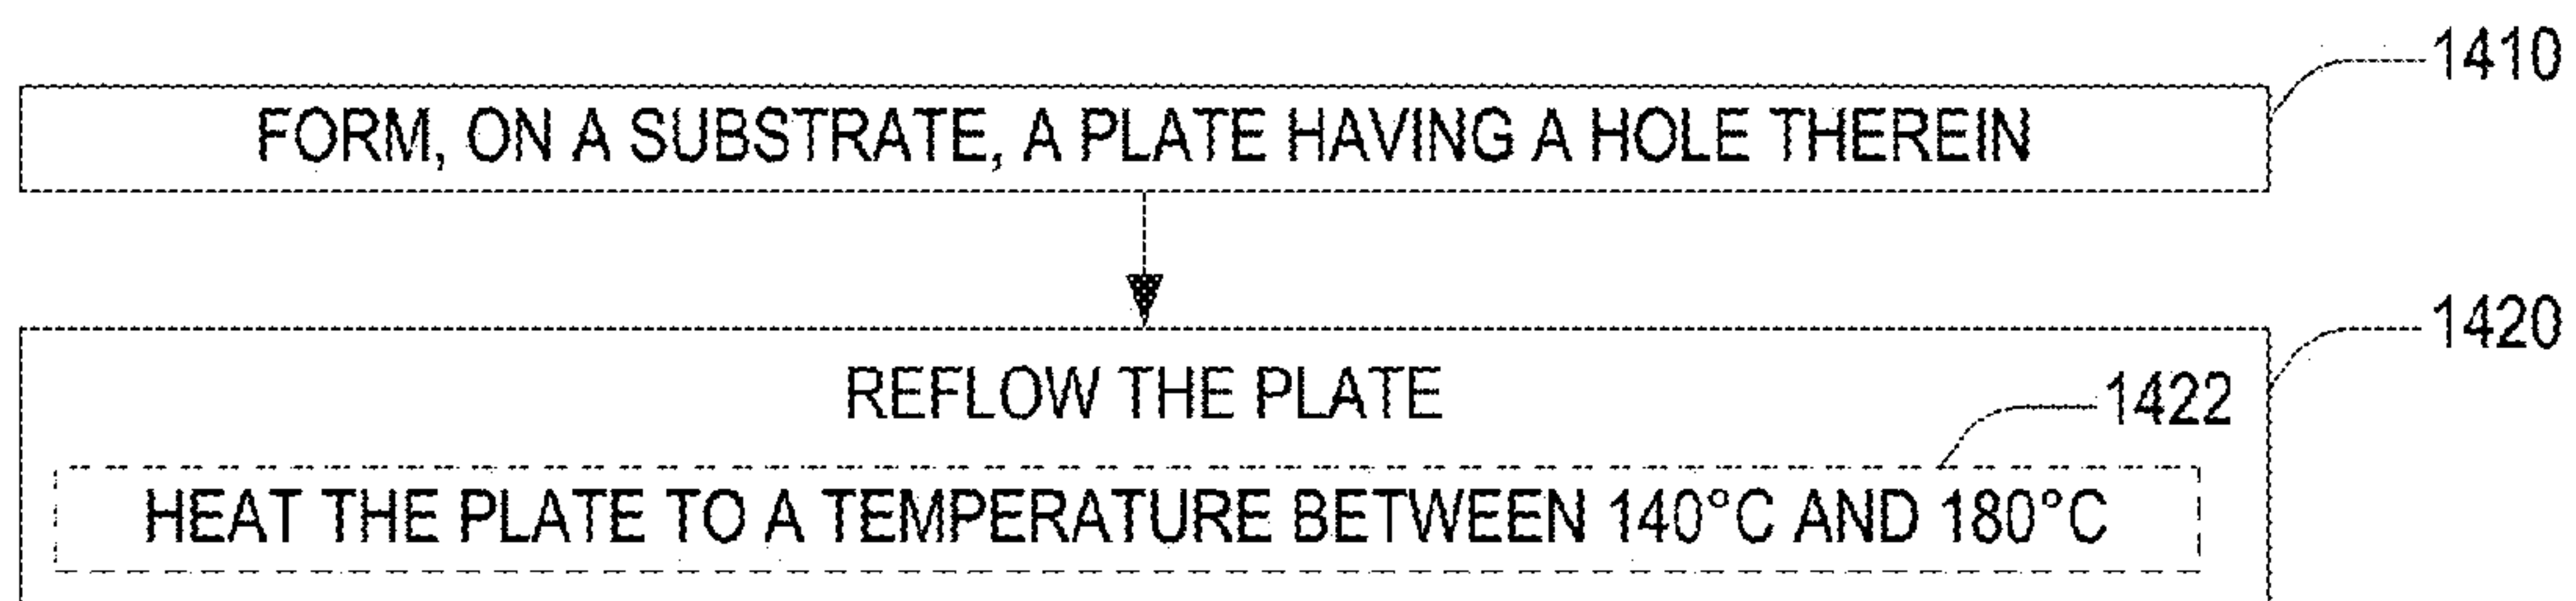 1410
FORM, ON A SUBSTRATE, A PLATE HAVING A HOLE THEREIN
1420
REFLOW THE PLATE
1422
HEAT THE PLATE TO A TEMPERATURE BETWEEN 140°C AND 180°C